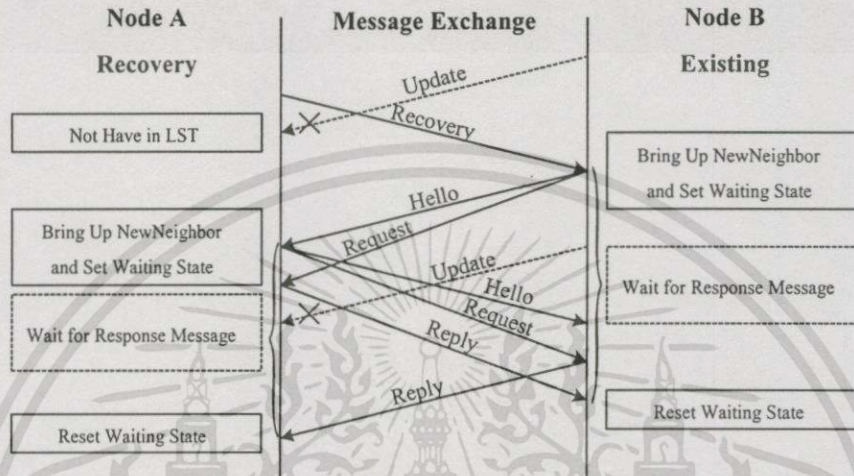 Node A
Message Exchange
Node B
Recovery
Existing
Update
Recovery
Not Have in LST
Bring Up NewNeighbor
and Set Waiting State
Hello
Request
Bring Up NewNeighbor
and Set Waiting State
Update
Hello
Request
Wait for Response Message
Wait for Response Message
Reply
Reply
Reset Waiting State
Reset Waiting State